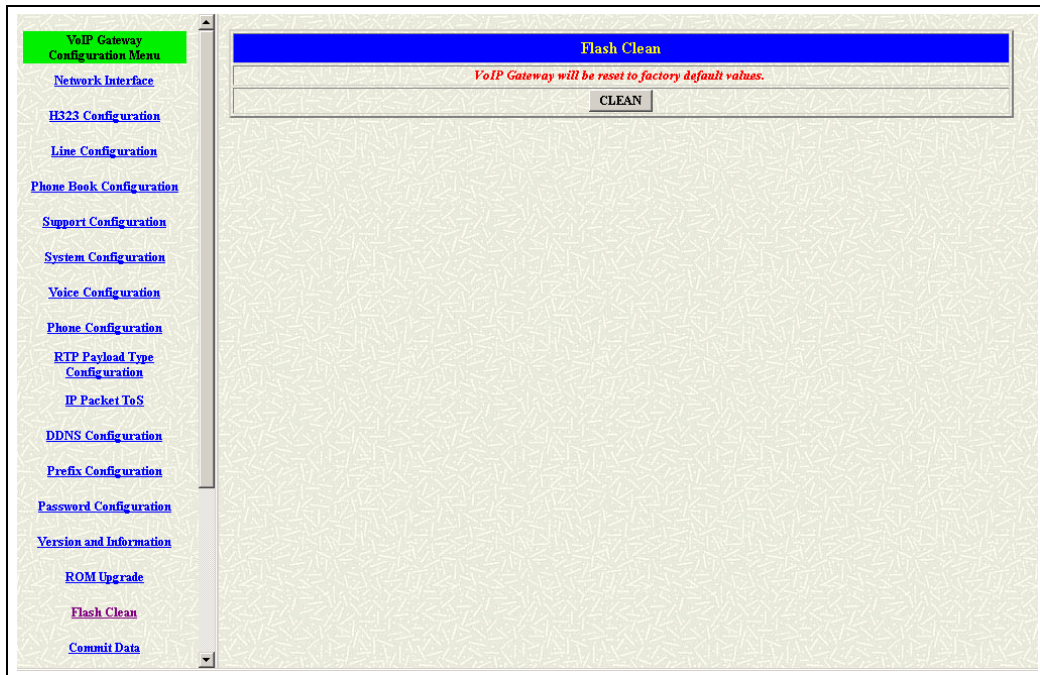 VoIP Gateway
Configuration Menu
Network Interface
H323 Configuration
Line Configuration
Phone Book Configuration
Support Configuration
System Configuration
Voice Configuration
Phone Configuration
RTP Payload Type
Configuration
IP Packet ToS
DDNS Configuration
Prefix Configuration
Password Configuration
Version and Information
ROM Upgrade
Flash Clean
Commit Data
Flash Clean
VoIP Gateway will be reset to factory default values.
CLEAN